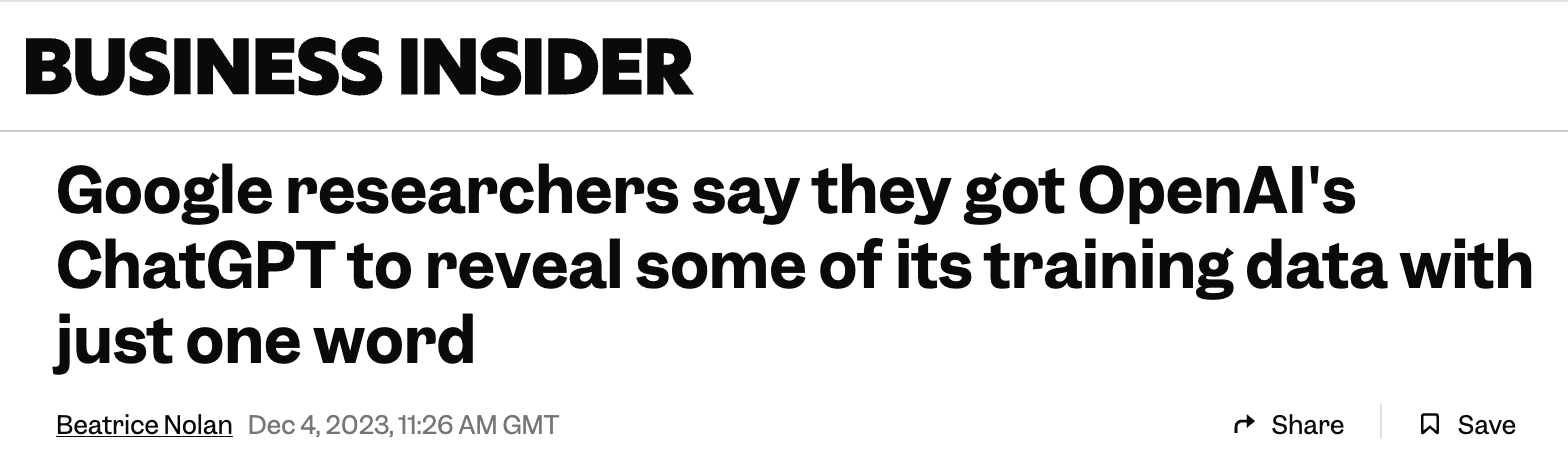 BUSINESS INSIDER
Google researchers say they got OpenAI's
ChatGPT to reveal some of its training data with
just one word
Beatrice Nolan Dec 4, 2023, 11:26 AM GMT
Share
Save